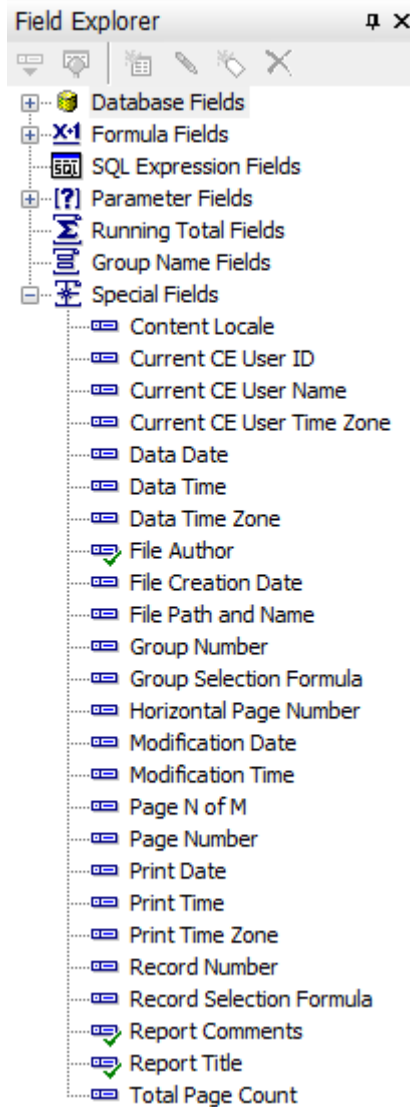 Field Explorer
Database Fields
Formula Fields
SQL Expression Fields
Parameter Fields
Running Total Fields
Group Name Fields
Special Fields
Content Locale
Current CE User ID
Current CE User Name
Current CE User Time Zone
Data Date
Data Time
Data Time Zone
File Author
File Creation Date
File Path and Name
Group Number
Group Selection Formula
Horizontal Page Number
Modification Date
Modification Time
Page N of M
Page Number
Print Date
Print Time
Print Time Zone
Record Number
Record Selection Formula
Report Comments
Report Title
Total Page Count